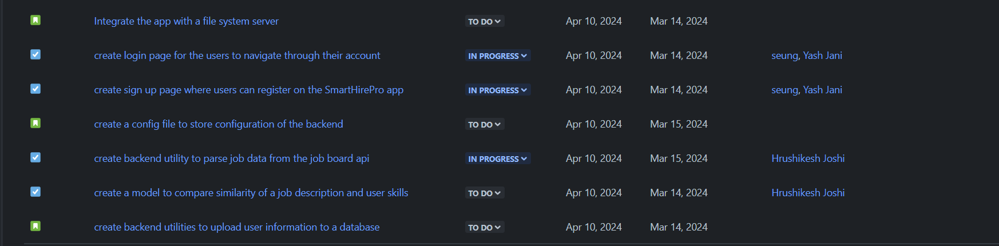 Integrate the app with a file system server TO DO Apr 10, 2024 Mar 14, 2024
create login page for the users to navigate through their account IN PROGRESS Apr 10, 2024 Mar 14, 2024 seung, Yash Jani
create sign up page where users can register on the SmartHirePro app IN PROGRESS Apr 10, 2024 Mar 14, 2024 seung, Yash Jani
create a config file to store configuration of the backend TO DO Apr 10, 2024 Mar 15, 2024
create backend utility to parse job data from the job board api IN PROGRESS Apr 10, 2024 Mar 15, 2024 Hrushikesh Joshi
create a model to compare similarity of a job description and user skills TO DO Apr 10, 2024 Mar 14, 2024 Hrushikesh Joshi
create backend utilities to upload user information to a database TO DO Apr 10, 2024 Mar 14, 2024